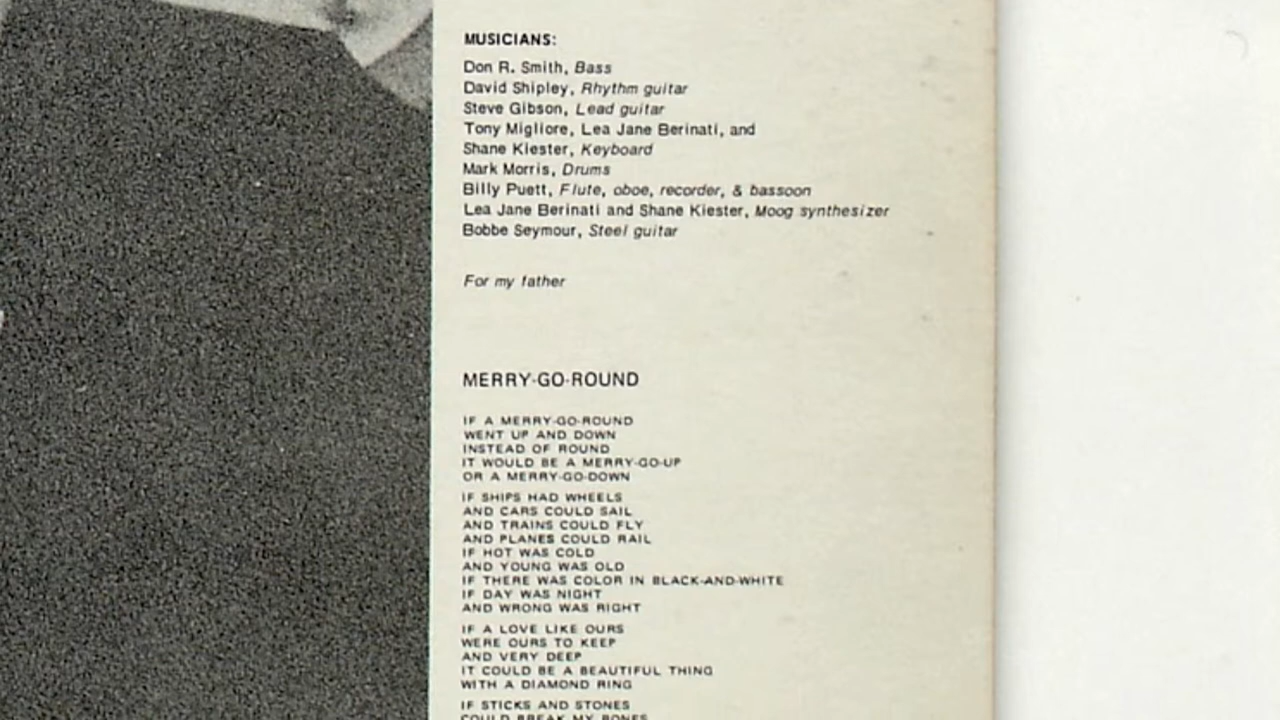 MUSICIANS:
Don R. Smith, Bass
David Shipley, Rhythm guitar
Steve Gibson, Lead guitar
Tony Migliore, Lea Jane Berinati, and
Shane Kiester, Keyboard
Mark Morris, Drums
Billy Puett, Flute, oboe, recorder, & bassoon
Lea Jane Berinati and Shane Kiester, Moog synthesizer
Bobbe Seymour, Steel guitar
For my father
MERRY-GO-ROUND
IF A MERRY-GO-ROUND
WENT UP AND DOWN
INSTEAD OF ROUND
IT WOULD BE A MERRY-GO-UP
OR A MERRY-GO-DOWN
IF SHIPS HAD WHEELS
AND CARS COULD SAIL
AND TRAINS COULD FLY
AND PLANES COULD RAIL
IF HOT WAS COLD
AND YOUNG WAS OLD
IF THERE WAS COLOR IN BLACK-AND-WHITE
IF DAY WAS NIGHT
AND WRONG WAS RIGHT
IF A LOVE LIKE OURS
WERE OURS TO KEEP
AND VERY DEEP
IT COULD BE A BEAUTIFUL THING
WITH A DIAMOND RING
IF STICKS AND STONES
COULD BREAK MY BONES